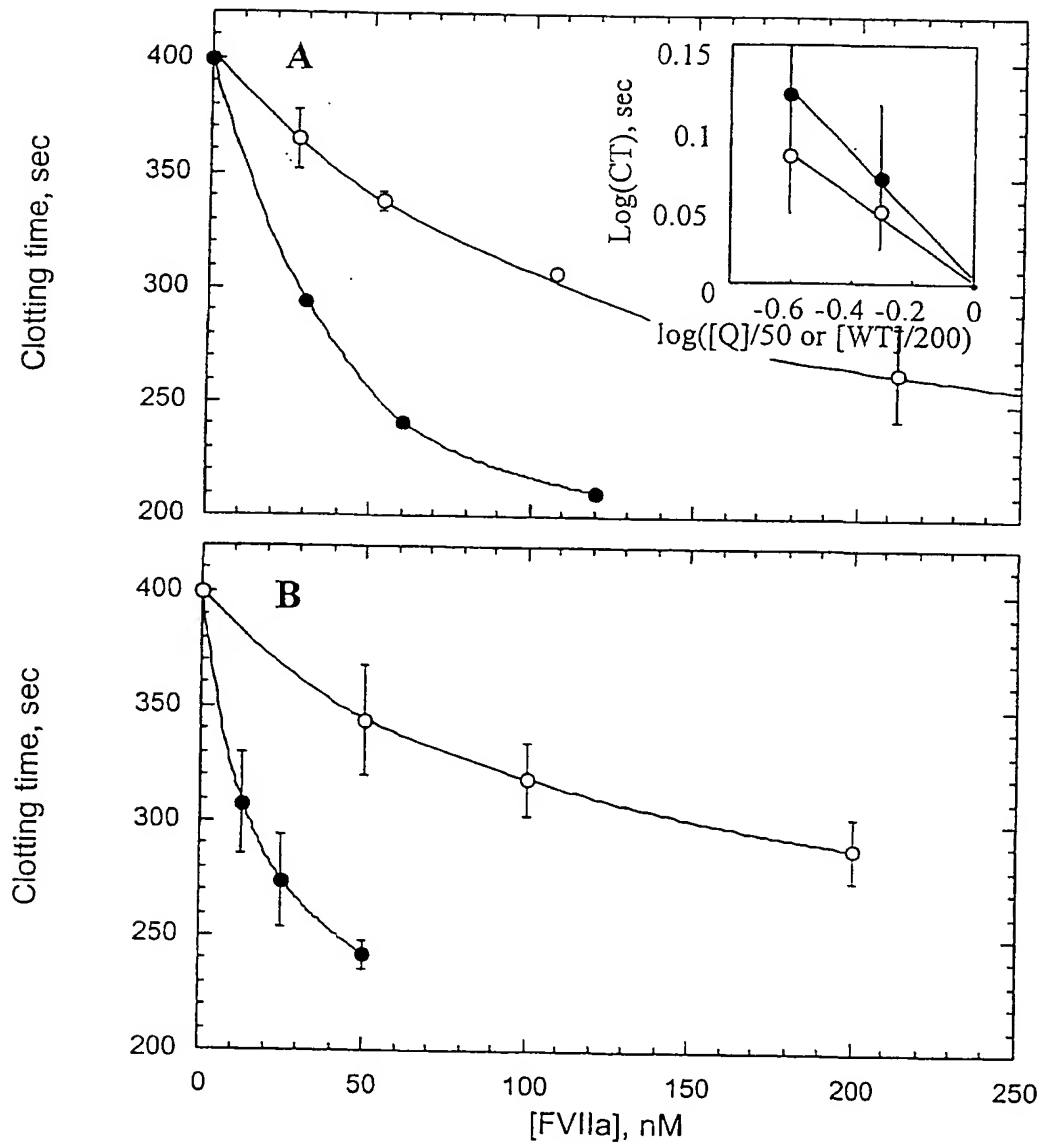 A
Clotting time, sec
400
350
300
250
200
Log(CT), sec
0.15
0.1
0.05
0
-0.6 -0.4 -0.2 0
log([Q]/50 or [WT]/200)
B
Clotting time, sec
400
350
300
250
200
0 50 100 150 200 250
[FVIIa], nM